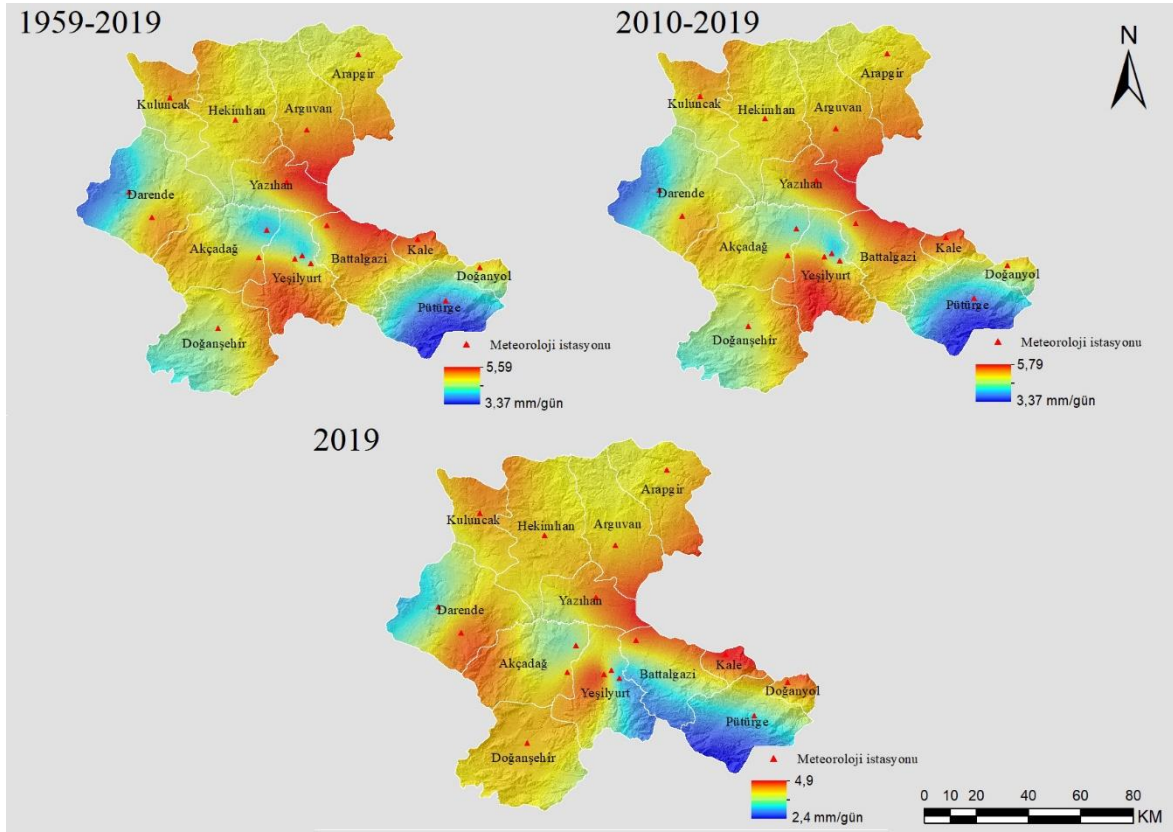 1959-2019
Arapgir
Kuluncak
Hekimhan
Arguvan
Yazıhan
Darende
Akçadağ
Battalgazi
Kale
Yeşilyurt
Doğanyol
Pütürge
Doğanşehir
Meteoroloji istasyonu
5,59
3,37 mm/gün
2010-2019
N
Arapgir
Kuluncak
Hekimhan
Arguvan
Yazıhan
Darende
Akçadağ
Battalgazi
Kale
Yeşilyurt
Doğanyol
Pütürge
Doğanşehir
Meteoroloji istasyonu
5,79
3,37 mm/gün
2019
Arapgir
Kuluncak
Hekimhan
Arguvan
Yazıhan
Darende
Akçadağ
Kale
Battalgazi
Yeşilyurt
Doğanyol
Pütürge
Doğanşehir
Meteoroloji istasyonu
4,9
2,4 mm/gün
0 10 20 40 60 80
KM